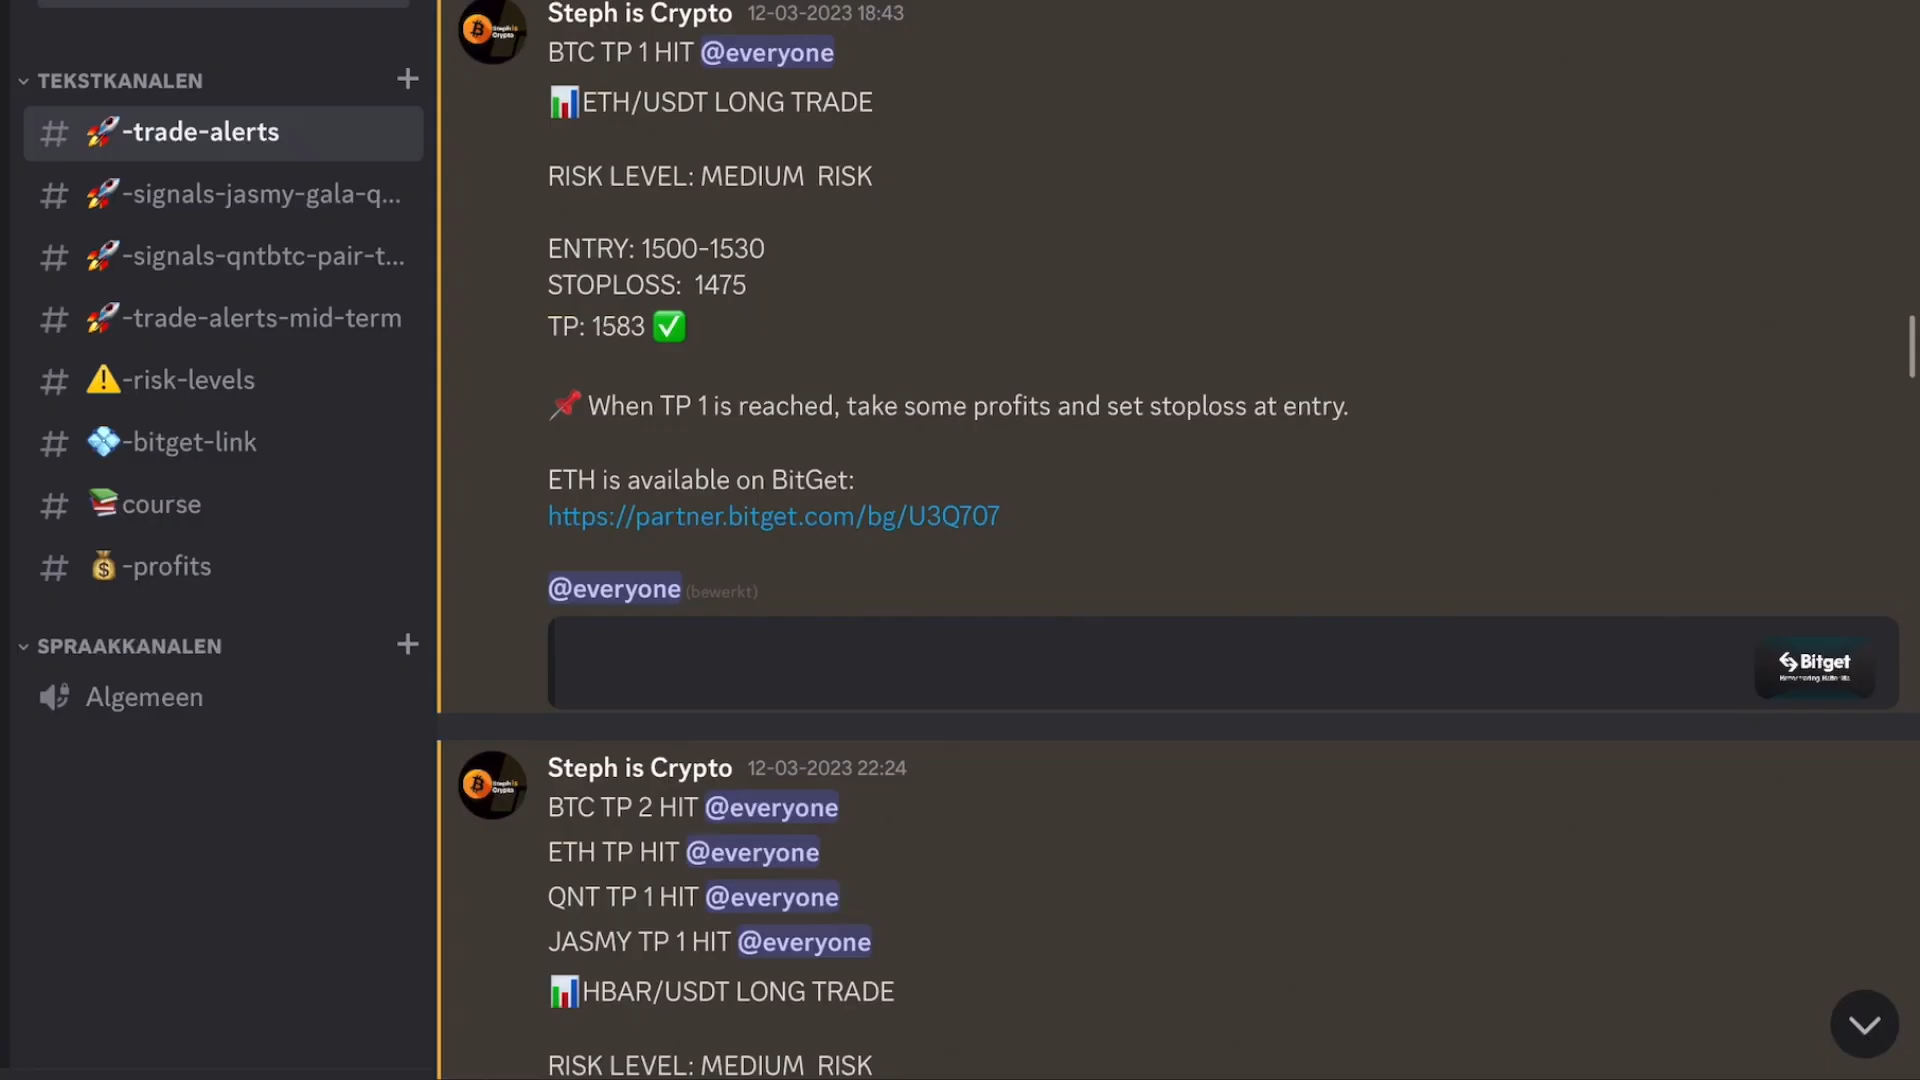 TEKSTKANALEN
-trade-alerts
-signals-jasmy-gala-q...
-signals-qntbtc-pair-t...
-trade-alerts-mid-term
-risk-levels
-bitget-link
course
-profits
SPRAAKKANALEN
Algemeen
Steph is Crypto 12-03-2023 18:43
BTC TP 1 HIT @everyone
ETH/USDT LONG TRADE
RISK LEVEL: MEDIUM RISK
ENTRY: 1500-1530
STOPLOSS: 1475
TP: 1583
When TP 1 is reached, take some profits and set stoploss at entry.
ETH is available on BitGet:
https://partner.bitget.com/bg/U3Q707
@everyone (bewerkt)
Bitget
Steph is Crypto 12-03-2023 22:24
BTC TP 2 HIT @everyone
ETH TP HIT @everyone
QNT TP 1 HIT @everyone
JASMY TP 1 HIT @everyone
HBAR/USDT LONG TRADE
RISK LEVEL: MEDIUM RISK